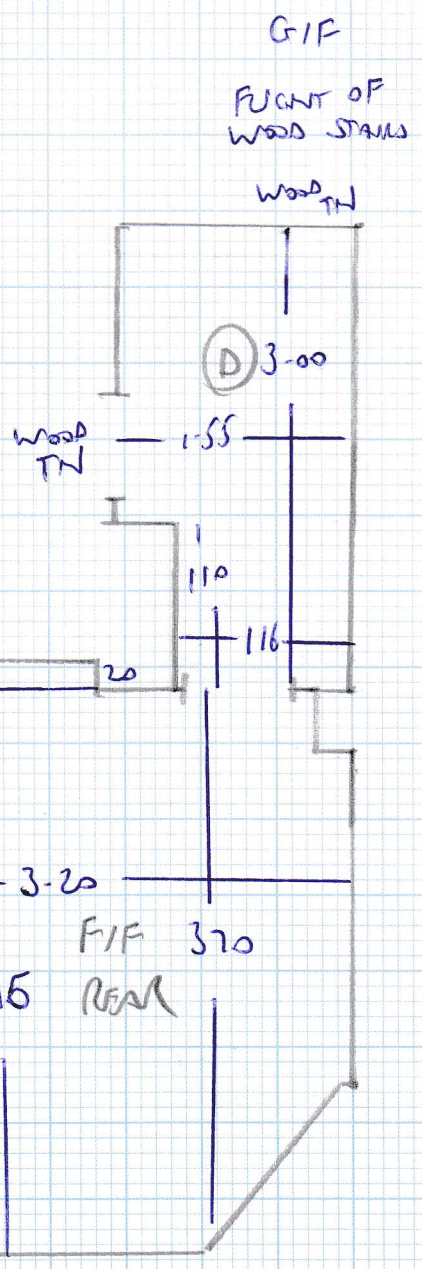 G/F
FLIGHT OF
WOOD STAIRS
WOOD
TN
D 3-00
WOOD
TN
1-55
110
116
20
3-20
F/F 370
REAR